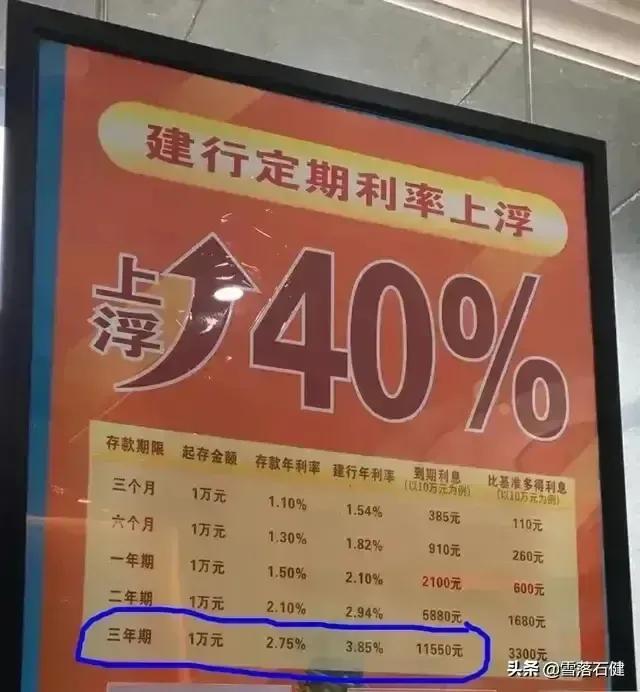 建行定期利率上浮
上浮 40%
存款期限 起存金额 存款年利率 建行年利率 到期利息 (以10万元为例) 比基准多得利息 (以10万元为例)
三个月 1万元 1.10% 1.54% 385元 110元
六个月 1万元 1.30% 1.82% 910元 260元
一年期 1万元 1.50% 2.10% 2100元 600元
二年期 1万元 2.10% 2.94% 5880元 1680元
三年期 1万元 2.75% 3.85% 11550元 3300元
头条 @雪落石健